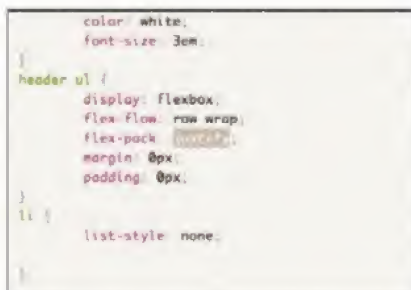 color: white;
font-size: 3em;
}
header ul {
display: flexbox;
flex-flow: row wrap;
flex-pack:
margin: 0px;
padding: 0px;
}
li {
list-style: none;
}